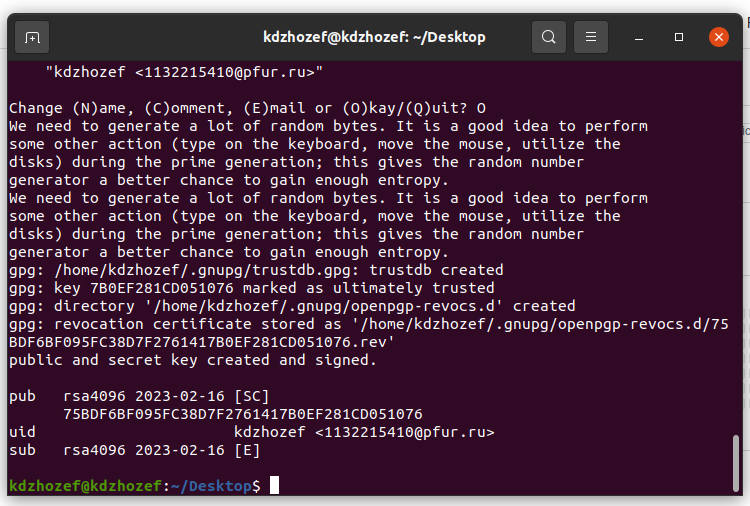 kdzhozef@kdzhozef: ~/Desktop
"kdzhozef <1132215410@pfur.ru>"
Change (N)ame, (C)omment, (E)mail or (O)kay/(Q)uit? O
We need to generate a lot of random bytes. It is a good idea to perform
some other action (type on the keyboard, move the mouse, utilize the
disks) during the prime generation; this gives the random number
generator a better chance to gain enough entropy.
We need to generate a lot of random bytes. It is a good idea to perform
some other action (type on the keyboard, move the mouse, utilize the
disks) during the prime generation; this gives the random number
generator a better chance to gain enough entropy.
gpg: /home/kdzhozef/.gnupg/trustdb.gpg: trustdb created
gpg: key 7B0EF281CD051076 marked as ultimately trusted
gpg: directory '/home/kdzhozef/.gnupg/openpgp-revocs.d' created
gpg: revocation certificate stored as '/home/kdzhozef/.gnupg/openpgp-revocs.d/75
BDF6BF095FC38D7F2761417B0EF281CD051076.rev'
public and secret key created and signed.
pub   rsa4096 2023-02-16 [SC]
75BDF6BF095FC38D7F2761417B0EF281CD051076
uid                      kdzhozef <1132215410@pfur.ru>
sub   rsa4096 2023-02-16 [E]
kdzhozef@kdzhozef:~/Desktop$